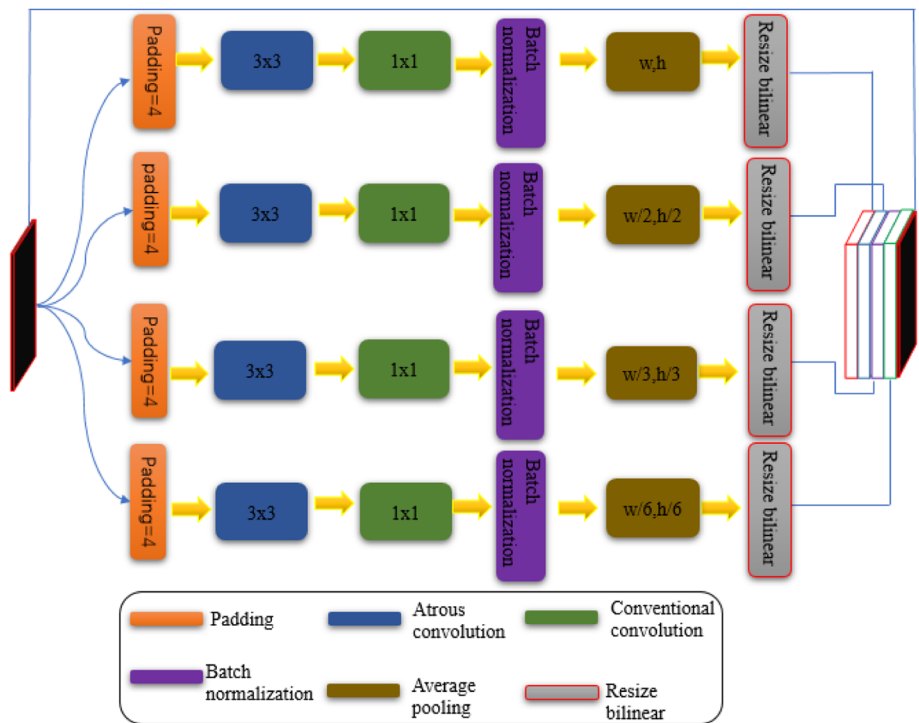 Padding=4
3x3
1x1
Batch
normalization
w,h
Resize bilinear
padding=4
3x3
1x1
Batch
normalization
w/2,h/2
Resize bilinear
Padding=4
3x3
1x1
Batch
normalization
w/3,h/3
Resize bilinear
Padding=4
3x3
1x1
Batch
normalization
w/6,h/6
Resize bilinear
Padding
Atrous
convolution
Conventional
convolution
Batch
normalization
Average
pooling
Resize
bilinear